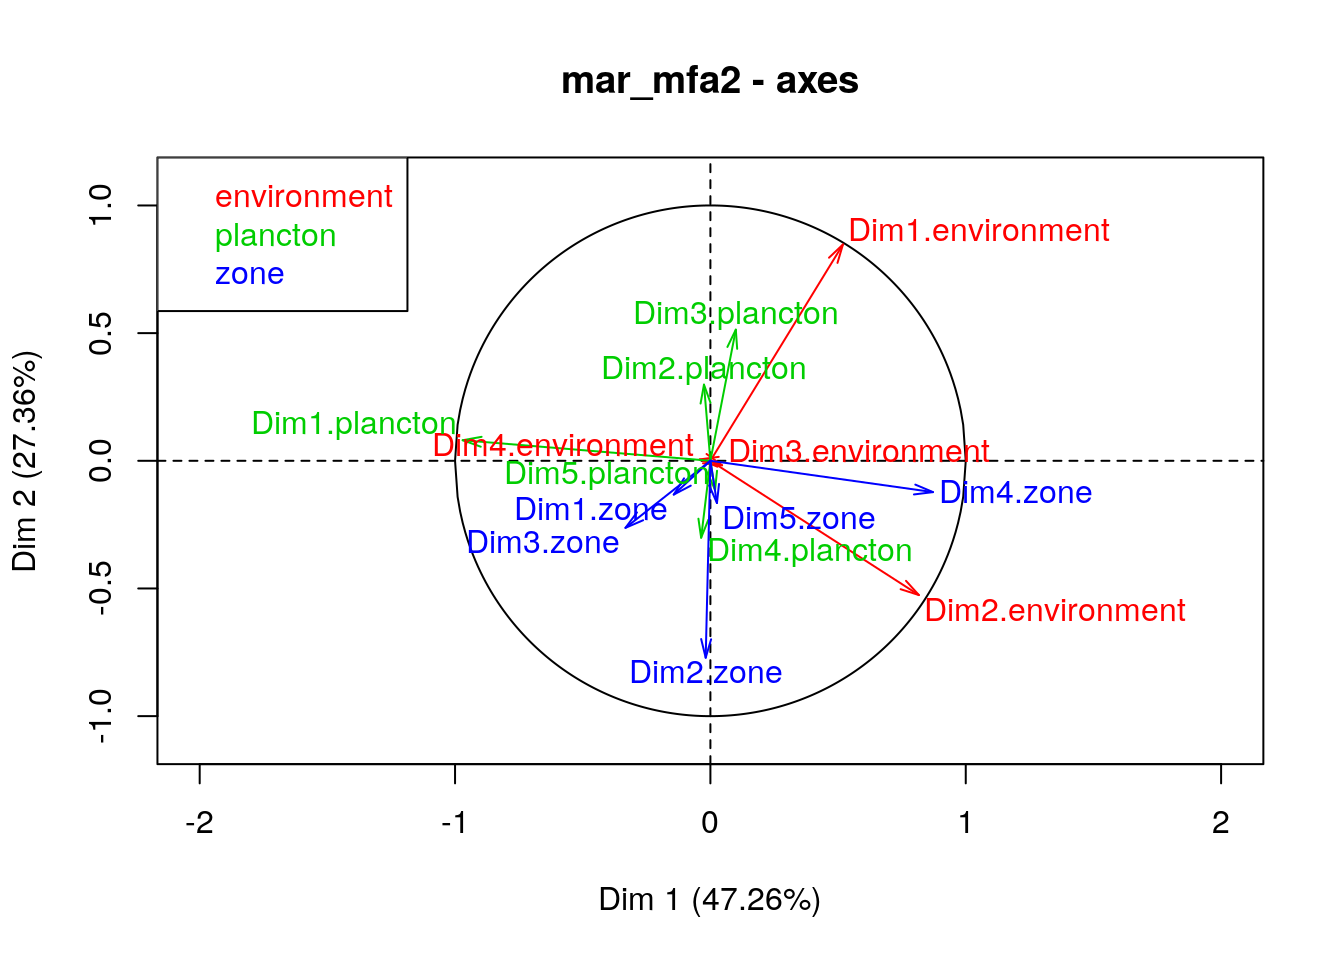 mar_mfa2 - axes
environment
plancton
zone
Dim1.environment
Dim3.plancton
Dim2.plancton
Dim1.plancton
Dim4.environment
Dim3.environment
Dim5.plancton
Dim4.zone
Dim1.zone
Dim5.zone
Dim3.zone
Dim4.plancton
Dim2.environment
Dim2.zone
1.0
0.5
0.0
-0.5
-1.0
Dim 2 (27.36%)
-2
-1
0
1
2
Dim 1 (47.26%)